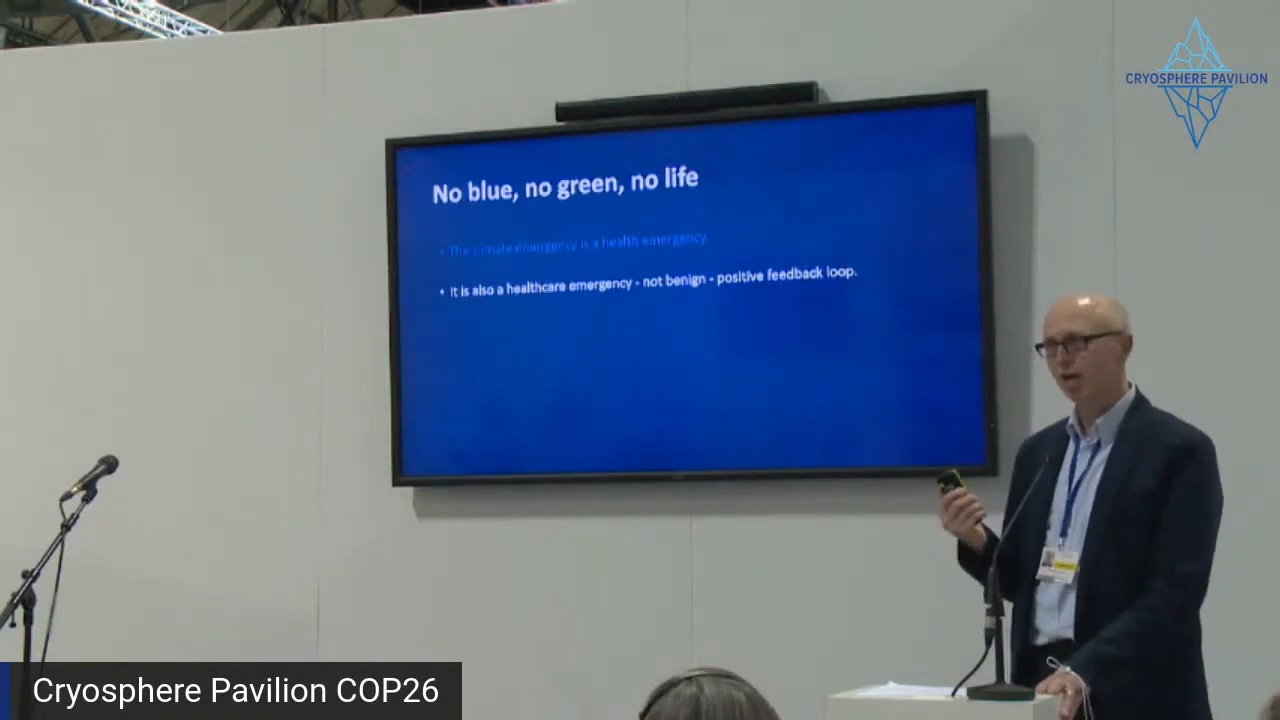 CRYOSPHERE PAVILION
No blue, no green, no life
• The climate emergency is a health emergency
• It is also a healthcare emergency - not benign - positive feedback loop.
Cryosphere Pavilion COP26